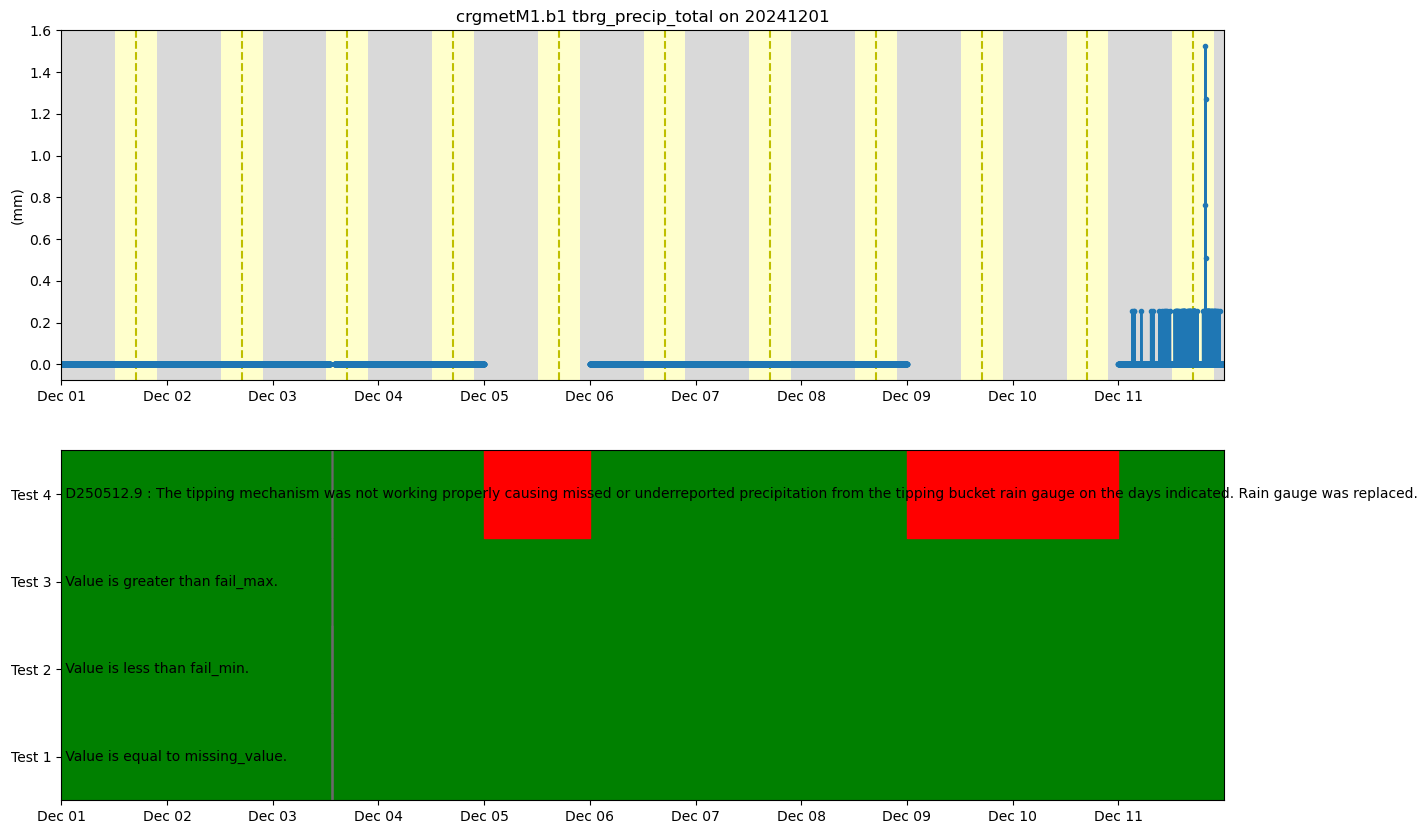 crgmetM1.b1 tbrg_precip_total on 20241201
1.6
1.4
1.2
1.0
0.8
0.6
0.4
0.2
0.0
(mm)
Dec 01 Dec 02 Dec 03 Dec 04 Dec 05 Dec 06 Dec 07 Dec 08 Dec 09 Dec 10 Dec 11
Test 4 D250512.9 : The tipping mechanism was not working properly causing missed or underreported precipitation from the tipping bucket rain gauge on the days indicated. Rain gauge was replaced.
Test 3 Value is greater than fail_max.
Test 2 Value is less than fail_min.
Test 1 Value is equal to missing_value.
Dec 01 Dec 02 Dec 03 Dec 04 Dec 05 Dec 06 Dec 07 Dec 08 Dec 09 Dec 10 Dec 11